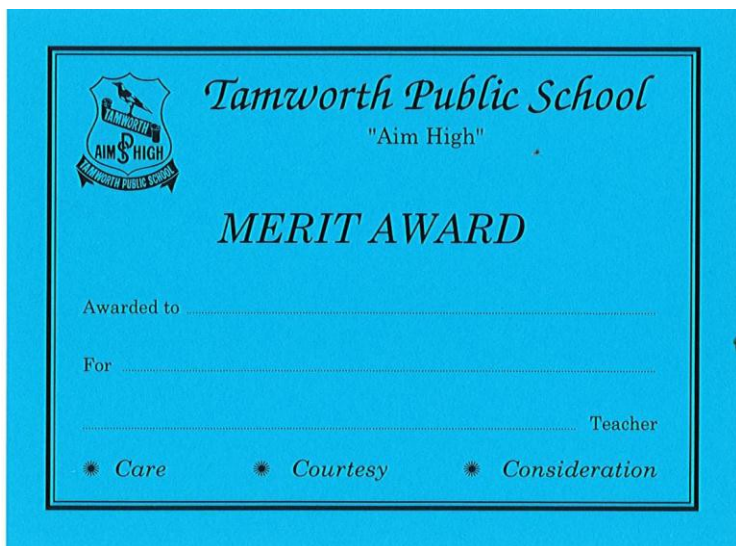 Tamworth Public School
"Aim High"
TAMWORTH
AIM HIGH
TAMWORTH PUBLIC SCHOOL
MERIT AWARD
Awarded to
For
Teacher
Care Courtesy Consideration